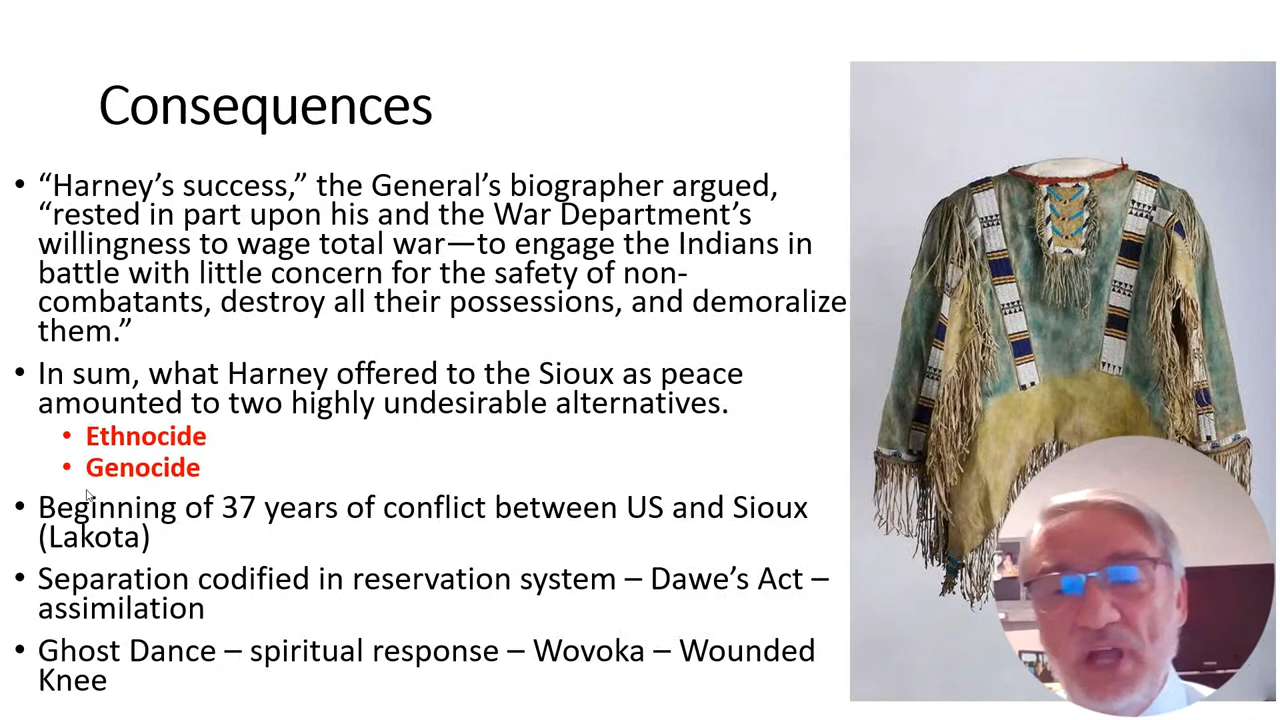 Consequences
• “Harney’s success,” the General’s biographer argued,
“rested in part upon his and the War Department’s
willingness to wage total war—to engage the Indians in
battle with little concern for the safety of non-
combatants, destroy all their possessions, and demoralize
them.”
• In sum, what Harney offered to the Sioux as peace
amounted to two highly undesirable alternatives.
• Ethnocide
• Genocide
• Beginning of 37 years of conflict between US and Sioux
(Lakota)
• Separation codified in reservation system – Dawe’s Act –
assimilation
• Ghost Dance – spiritual response – Wovoka – Wounded
Knee